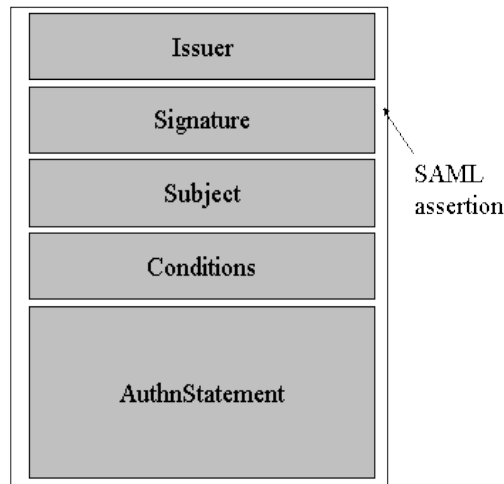 Issuer
Signature
Subject
Conditions
AuthnStatement
SAML
assertion